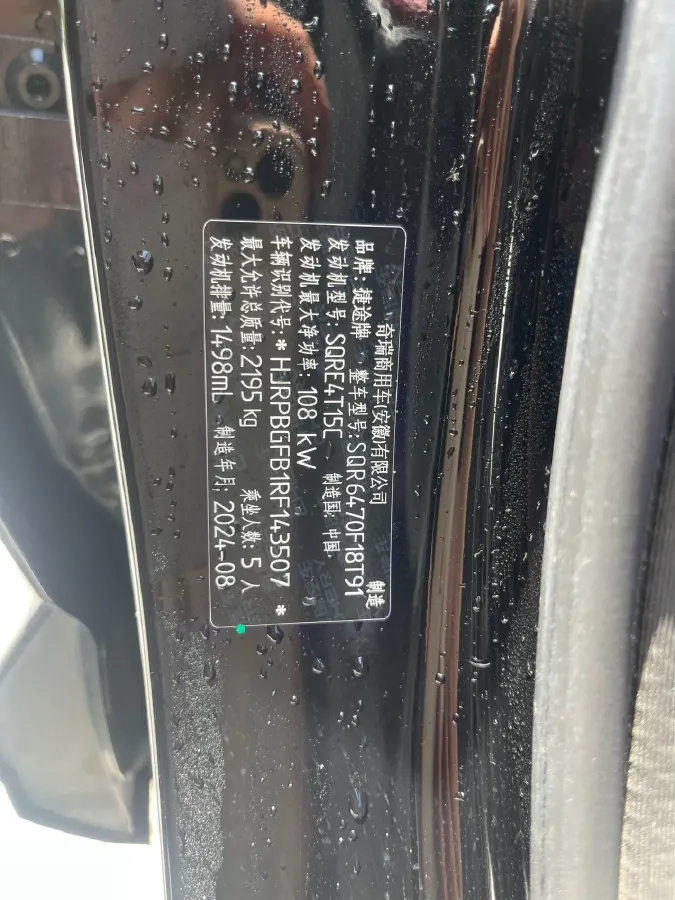 奇瑞商用车(安徽)有限公司 制造
品牌：捷途牌 整车型号：SQR6470F18T91
发动机型号：SQRE4T15C 制造国：中国
发动机最大净功率：108 kW
车辆识别代号：*HJRPBGFB1RF143507*
最大允许总质量：2195 kg 乘坐人数：5 人
发动机排量：1498mL 制造年月：2024-08